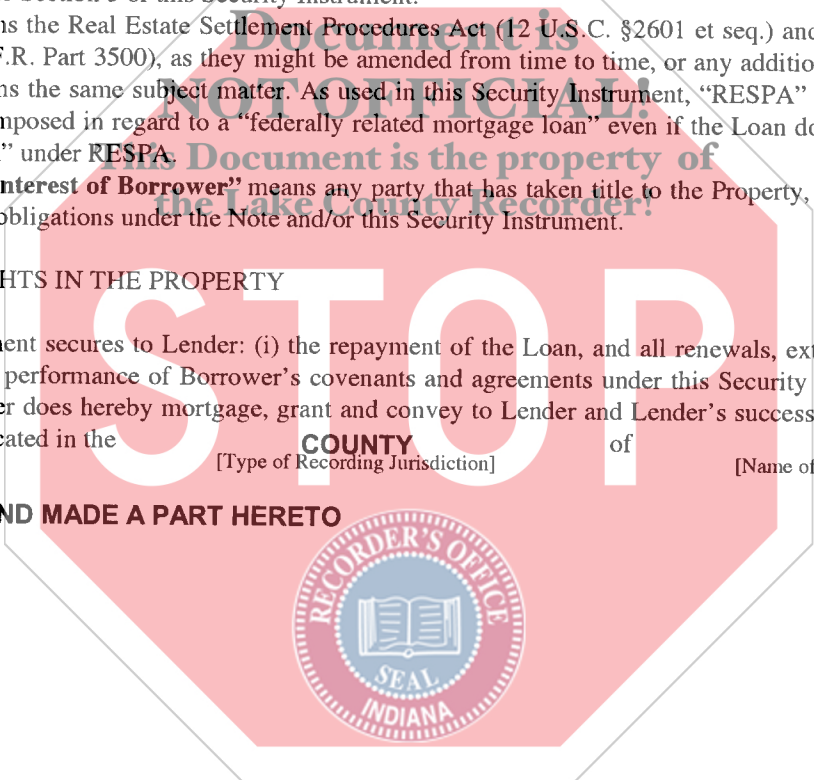 Section 3 of this Security Instrument.
Document is
ns the Real Estate Settlement Procedures Act (12 U.S.C. §2601 et seq.) and
F.R. Part 3500), as they might be amended from time to time, or any additio
NOT OFFICIAL!
ns the same subject matter. As used in this Security Instrument, “RESPA”
mposed in regard to a “federally related mortgage loan” even if the Loan do
” under RESPA.
This Document is the property of
nterest of Borrower” means any party that has taken title to the Property,
the Lake County Recorder!
obligations under the Note and/or this Security Instrument.
HTS IN THE PROPERTY
STOP
ent secures to Lender: (i) the repayment of the Loan, and all renewals, ext
performance of Borrower’s covenants and agreements under this Security
er does hereby mortgage, grant and convey to Lender and Lender’s success
cated in the COUNTY of
[Type of Recording Jurisdiction] [Name of
ND MADE A PART HERETO
RECORDER'S OFFICE
SEAL
INDIANA